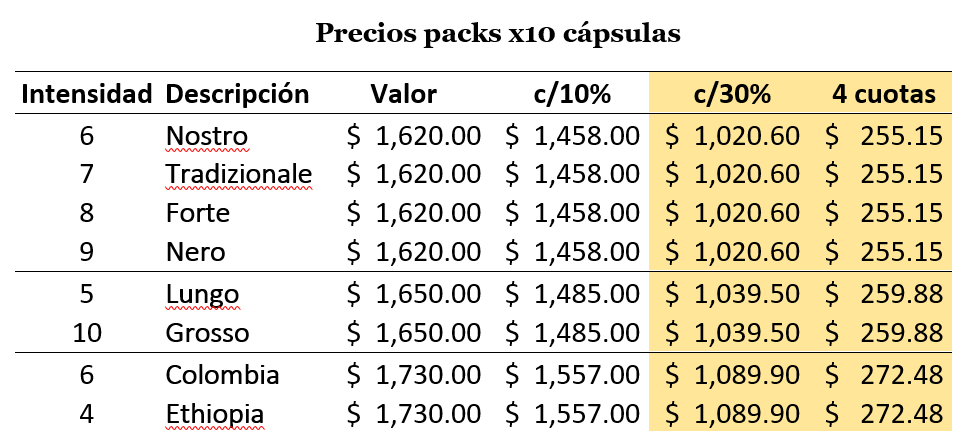 Precios packs x10 cápsulas
Intensidad Descripción Valor c/10% c/30% 4 cuotas
6 Nostro $ 1,620.00 $ 1,458.00 $ 1,020.60 $ 255.15
7 Tradizionale $ 1,620.00 $ 1,458.00 $ 1,020.60 $ 255.15
8 Forte $ 1,620.00 $ 1,458.00 $ 1,020.60 $ 255.15
9 Nero $ 1,620.00 $ 1,458.00 $ 1,020.60 $ 255.15
5 Lungo $ 1,650.00 $ 1,485.00 $ 1,039.50 $ 259.88
10 Grosso $ 1,650.00 $ 1,485.00 $ 1,039.50 $ 259.88
6 Colombia $ 1,730.00 $ 1,557.00 $ 1,089.90 $ 272.48
4 Ethiopia $ 1,730.00 $ 1,557.00 $ 1,089.90 $ 272.48